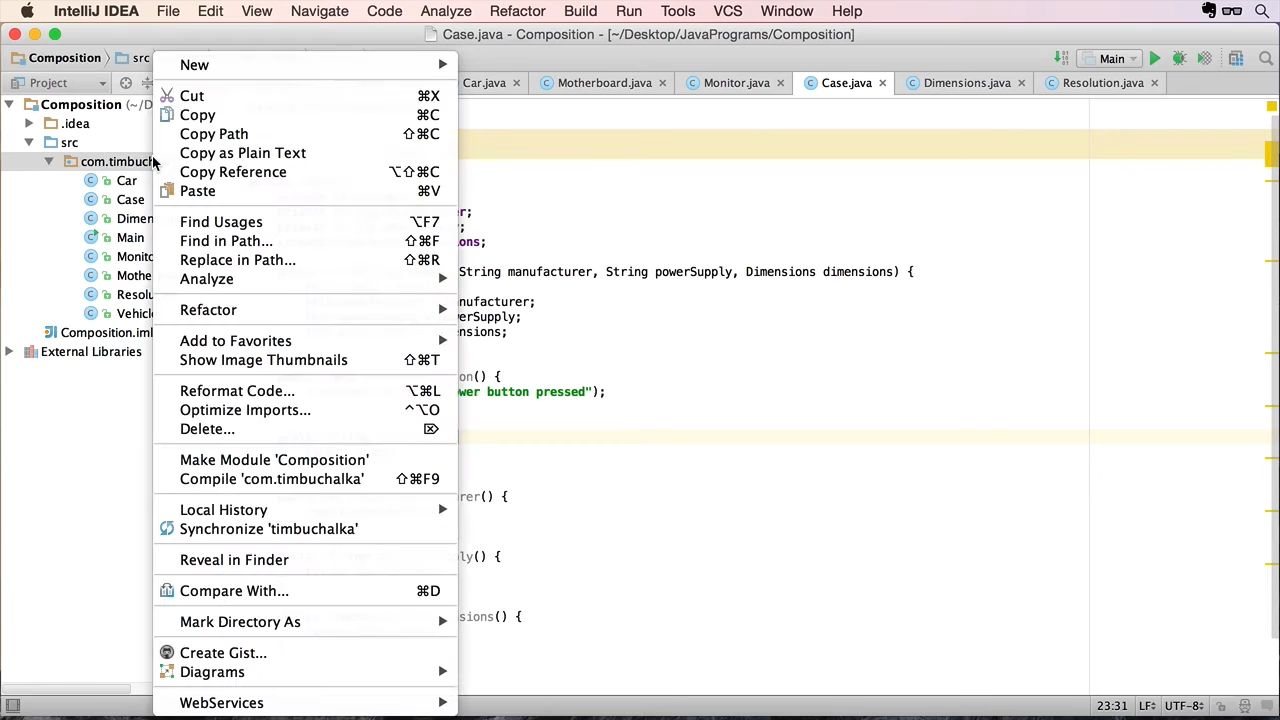 IntelliJ IDEA File Edit View Navigate Code Analyze Refactor Build Run Tools VCS Window Help
Case.java - Composition - [~/Desktop/JavaPrograms/Composition]
Composition src Main
Project Car.java Motherboard.java Monitor.java Case.java Dimensions.java Resolution.java
Composition (~/D
.idea
src
com.timbuch
Car
Case
Dimen
Main
Monito
Mothe
Resolu
Vehicl
Composition.iml
External Libraries
New
Cut ⌘X
Copy ⌘C
Copy Path ⇧⌘C
Copy as Plain Text
Copy Reference ⌥⇧⌘C
Paste ⌘V
Find Usages ⌥F7
Find in Path... ⇧⌘F
Replace in Path... ⇧⌘R
Analyze
Refactor
Add to Favorites
Show Image Thumbnails ⇧⌘T
Reformat Code... ⌥⌘L
Optimize Imports... ^⌥O
Delete... ⌦
Make Module 'Composition'
Compile 'com.timbuchalka' ⇧⌘F9
Local History
Synchronize 'timbuchalka'
Reveal in Finder
Compare With... ⌘D
Mark Directory As
Create Gist...
Diagrams
WebServices
er;
;
ons;
String manufacturer, String powerSupply, Dimensions dimensions) {
nufacturer;
werSupply;
ensions;
on() {
wer button pressed");
rer() {
ly() {
sions() {
23:31 LF UTF-8